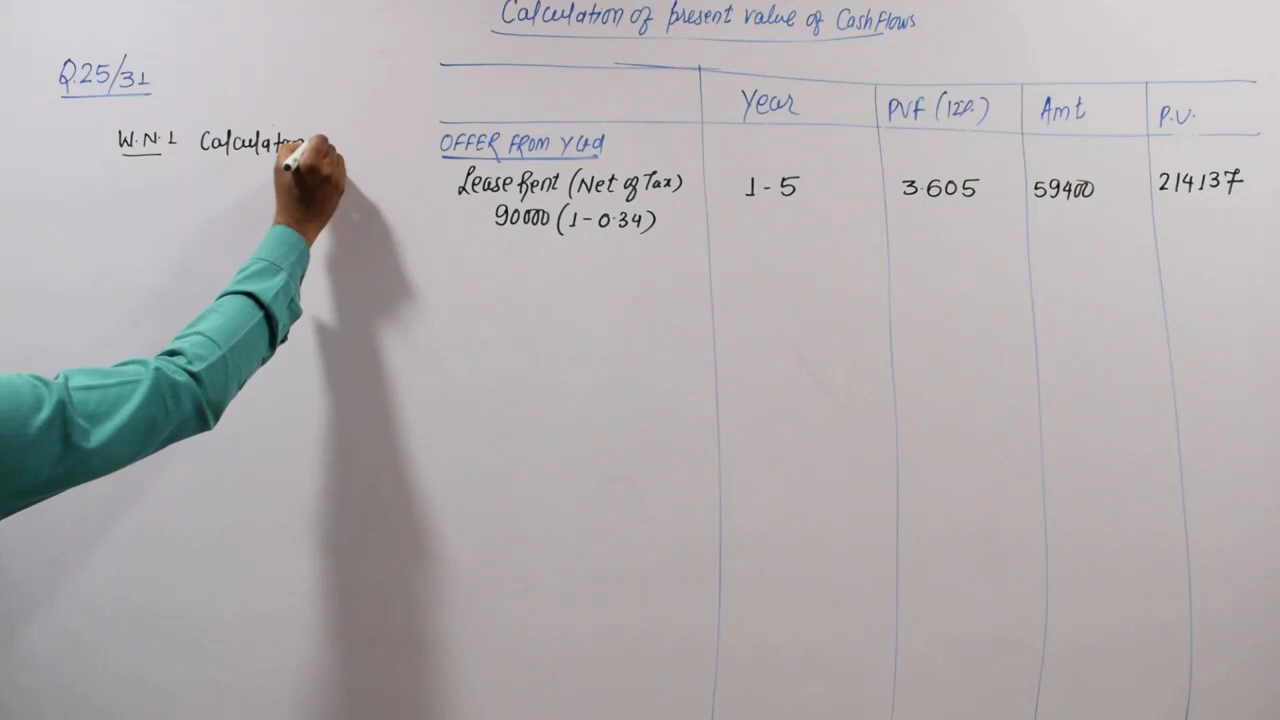 Calculation of present value of Cashflows
Q.25/31
W.N.1 Calculation
Year PVf (12%) Amt P.V.
OFFER FROM Y Ltd
Lease Rent (Net of Tax) 1-5 3.605 59400 214137
90000 (1-0.34)